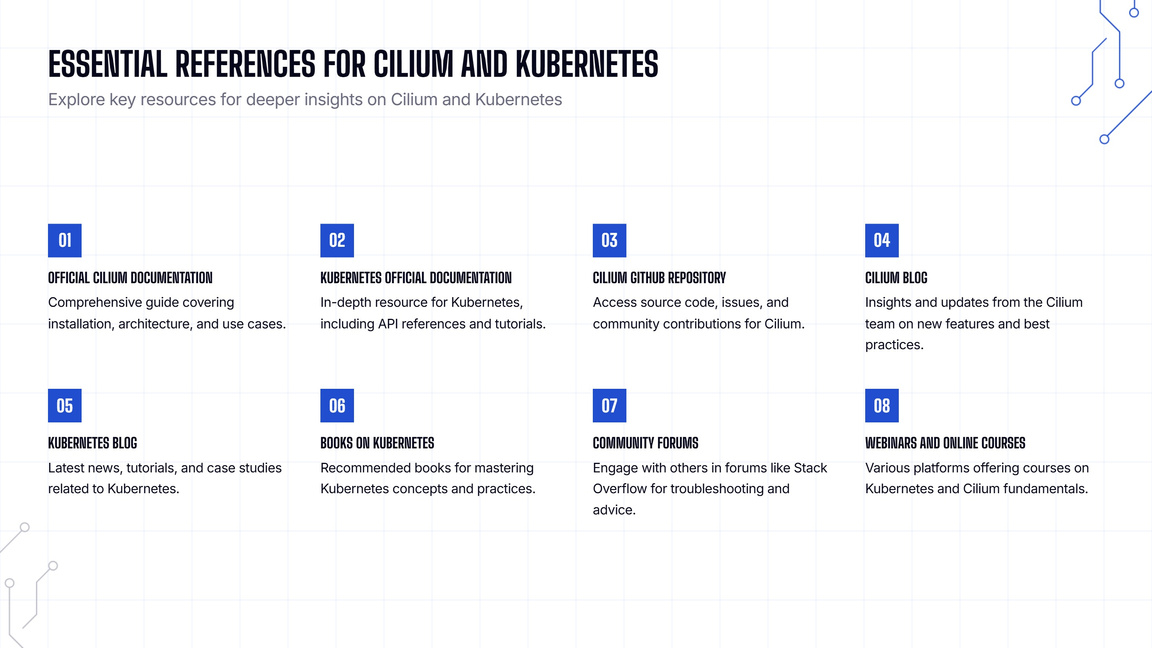 ESSENTIAL REFERENCES FOR CILIUM AND KUBERNETES
Explore key resources for deeper insights on Cilium and Kubernetes
01
OFFICIAL CILIUM DOCUMENTATION
Comprehensive guide covering
installation, architecture, and use cases.
02
KUBERNETES OFFICIAL DOCUMENTATION
In-depth resource for Kubernetes,
including API references and tutorials.
03
CILIUM GITHUB REPOSITORY
Access source code, issues, and
community contributions for Cilium.
04
CILIUM BLOG
Insights and updates from the Cilium
team on new features and best
practices.
05
KUBERNETES BLOG
Latest news, tutorials, and case studies
related to Kubernetes.
06
BOOKS ON KUBERNETES
Recommended books for mastering
Kubernetes concepts and practices.
07
COMMUNITY FORUMS
Engage with others in forums like Stack
Overflow for troubleshooting and
advice.
08
WEBINARS AND ONLINE COURSES
Various platforms offering courses on
Kubernetes and Cilium fundamentals.